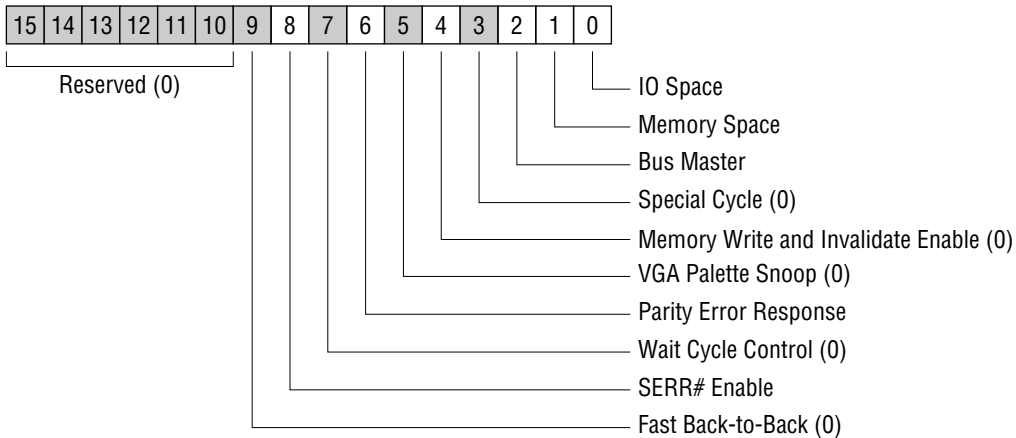 15 14 13 12 11 10 9 8 7 6 5 4 3 2 1 0
Reserved (0)
IO Space
Memory Space
Bus Master
Special Cycle (0)
Memory Write and Invalidate Enable (0)
VGA Palette Snoop (0)
Parity Error Response
Wait Cycle Control (0)
SERR# Enable
Fast Back-to-Back (0)